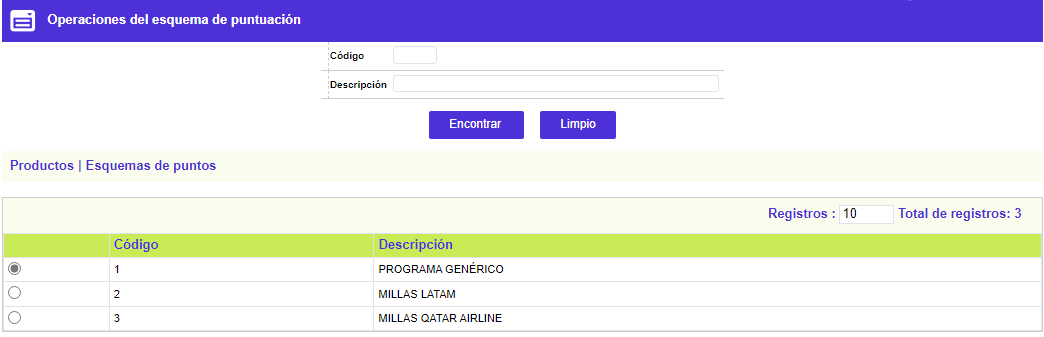 Operaciones del esquema de puntuación
Código
Descripción
Encontrar Limpio
Productos | Esquemas de puntos
Registros : 10 Total de registros: 3
Código Descripción
1 PROGRAMA GENÉRICO
2 MILLAS LATAM
3 MILLAS QATAR AIRLINE